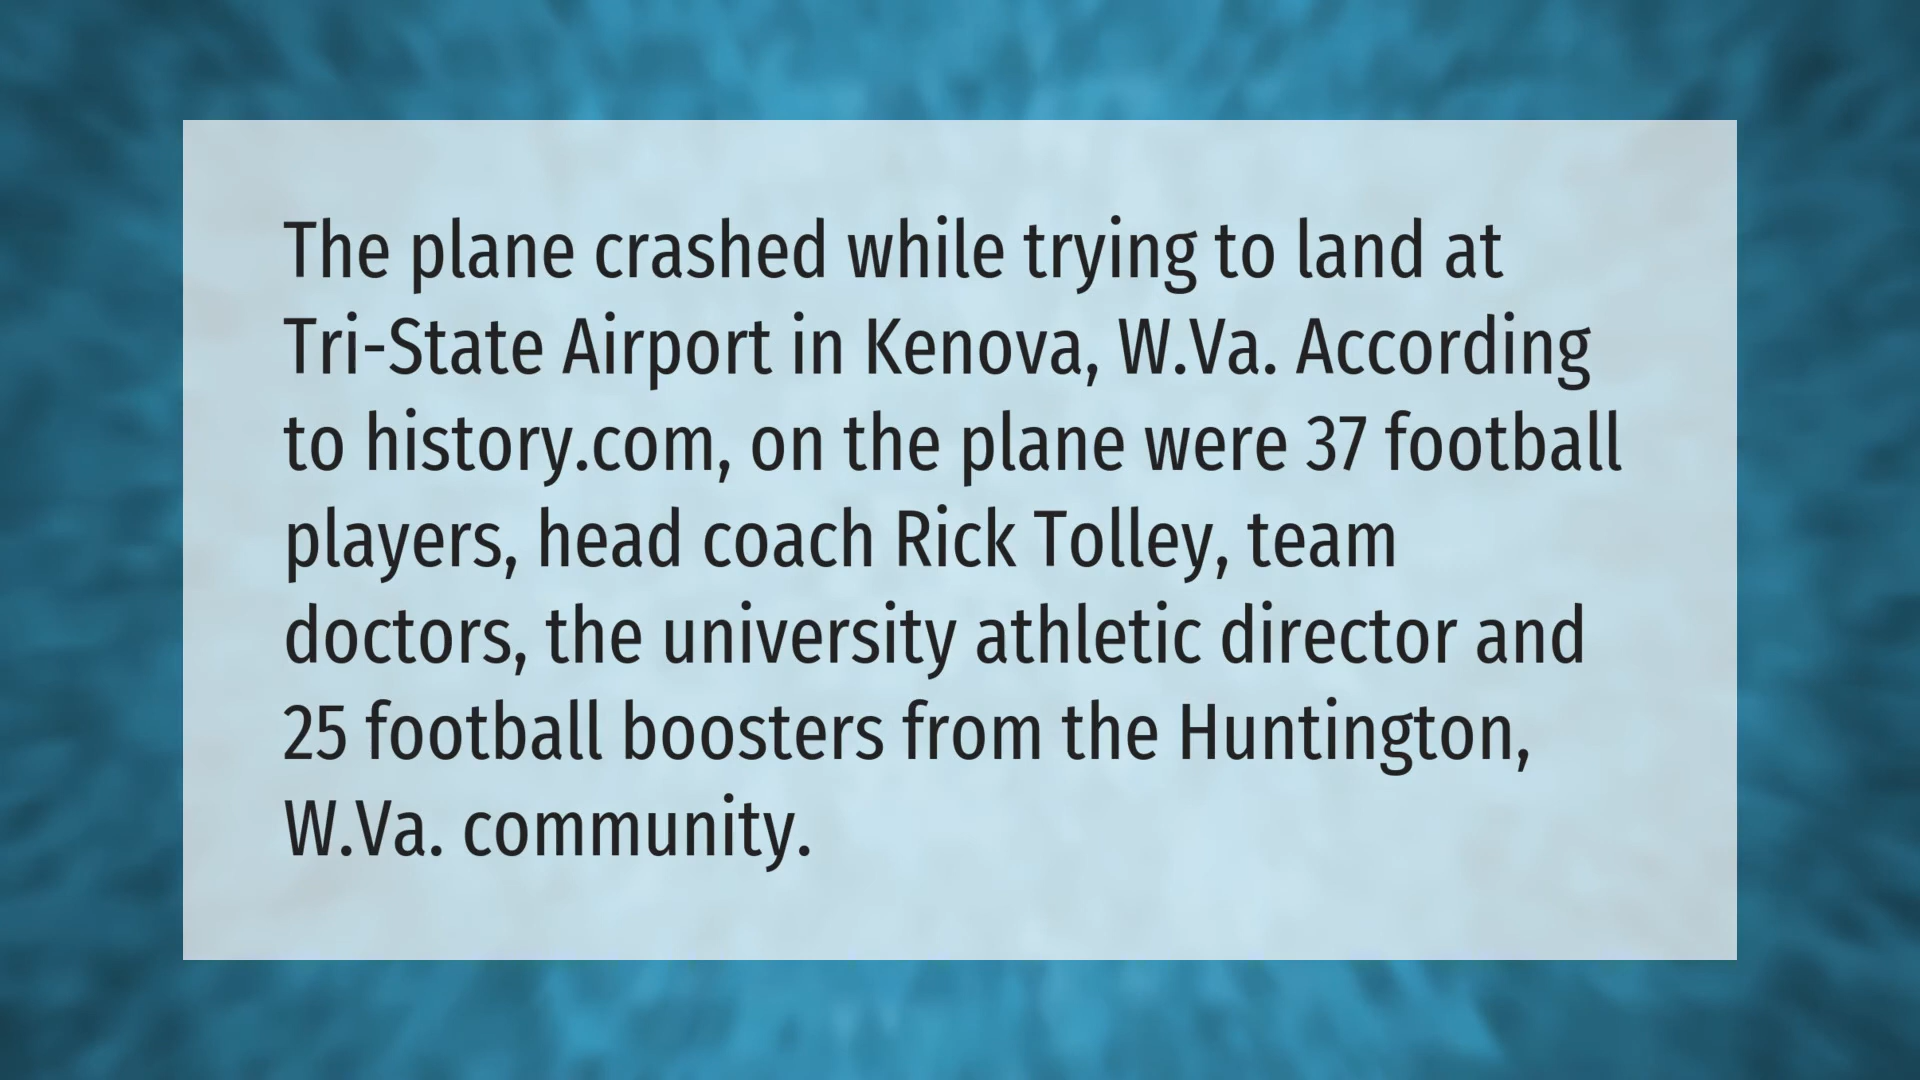 The plane crashed while trying to land at
Tri-State Airport in Kenova, W.Va. According
to history.com, on the plane were 37 football
players, head coach Rick Tolley, team
doctors, the university athletic director and
25 football boosters from the Huntington,
W.Va. community.